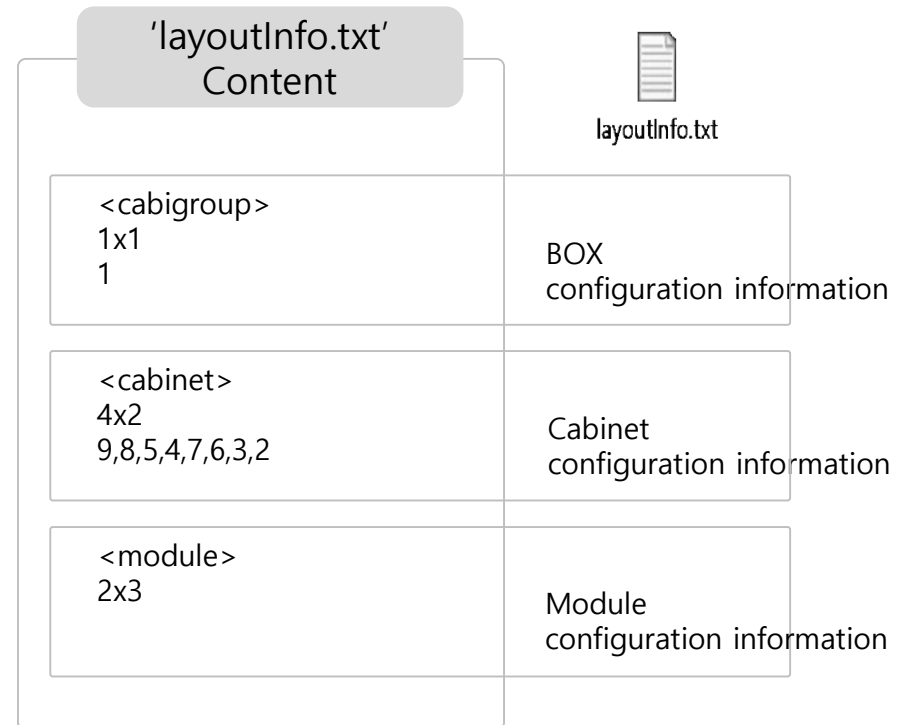 ‘layoutInfo.txt’
Content
layoutInfo.txt
<cabigroup>
1x1
1
BOX
configuration information
<cabinet>
4x2
9,8,5,4,7,6,3,2
Cabinet
configuration information
<module>
2x3
Module
configuration information